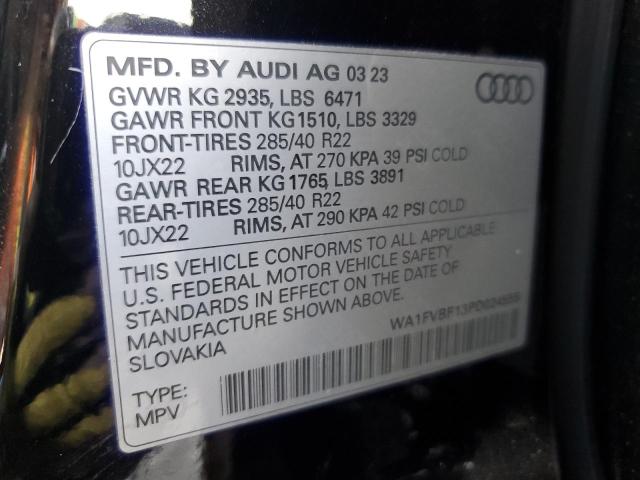 MFD. BY AUDI AG 03 23
GVWR KG 2935, LBS 6471
GAWR FRONT KG1510, LBS 3329
FRONT-TIRES 285/40 R22
10JX22 RIMS, AT 270 KPA 39 PSI COLD
GAWR REAR KG 1765, LBS 3891
REAR-TIRES 285/40 R22
10JX22 RIMS, AT 290 KPA 42 PSI COLD
THIS VEHICLE CONFORMS TO ALL APPLICABLE
U.S. FEDERAL MOTOR VEHICLE SAFETY
STANDARDS IN EFFECT ON THE DATE OF
MANUFACTURE SHOWN ABOVE.
WA1FVBF13PD024555
SLOVAKIA
TYPE:
MPV